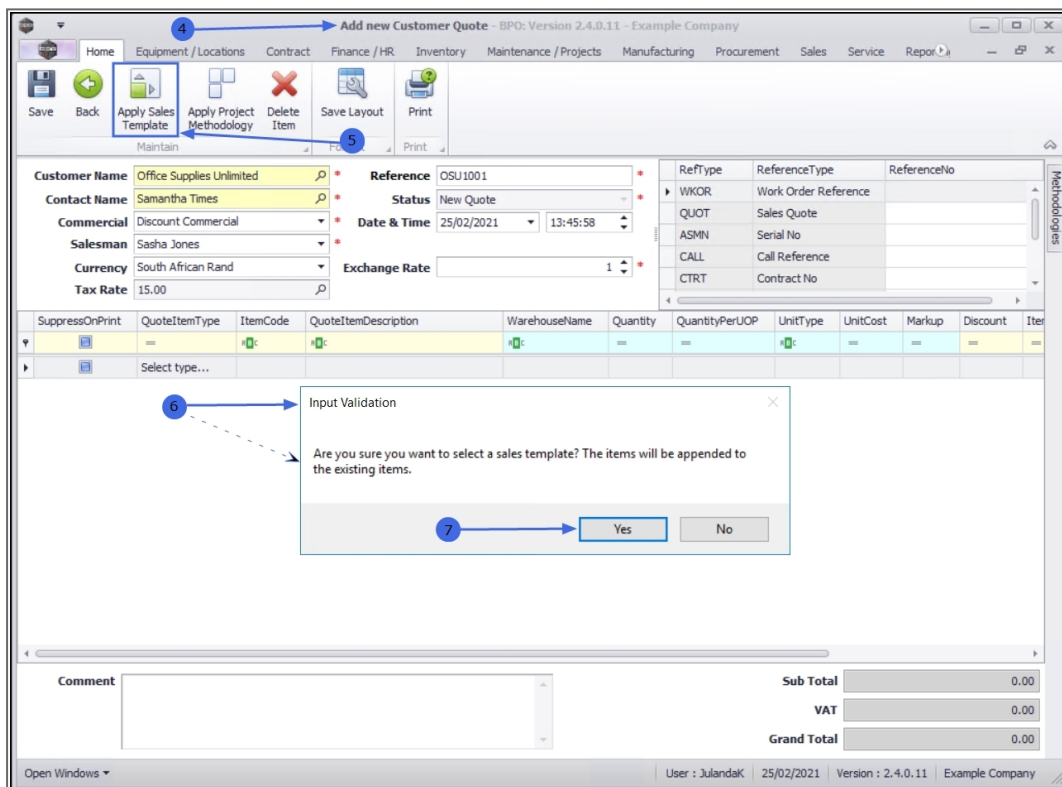 4
Add new Customer Quote - BPO: Version 2.4.0.11 - Example Company
Home Equipment / Locations Contract Finance / HR Inventory Maintenance / Projects Manufacturing Procurement Sales Service
Save Back Apply Sales Template Apply Project Methodology Delete Item Save Layout Print
5
Maintain Print
Customer Name Office Supplies Unlimited * Reference OSU1001 *
Contact Name Samantha Times * Status New Quote *
Commercial Discount Commercial * Date & Time 25/02/2021 13:45:58
Salesman Sasha Jones *
Currency South African Rand Exchange Rate 1 *
Tax Rate 15.00
RefType ReferenceType ReferenceNo
WKOR Work Order Reference
QUOT Sales Quote
ASMN Serial No
CALL Call Reference
CTRT Contract No
Methodologies
SuppressOnPrint QuoteItemType ItemCode QuoteItemDescription WarehouseName Quantity QuantityPerUOP UnitType UnitCost Markup Discount
Select type...
6
Input Validation
Are you sure you want to select a sales template? The items will be appended to
the existing items.
7
Yes No
Comment
Sub Total 0.00
VAT 0.00
Grand Total 0.00
Open Windows User : JulandaK 25/02/2021 Version : 2.4.0.11 Example Company